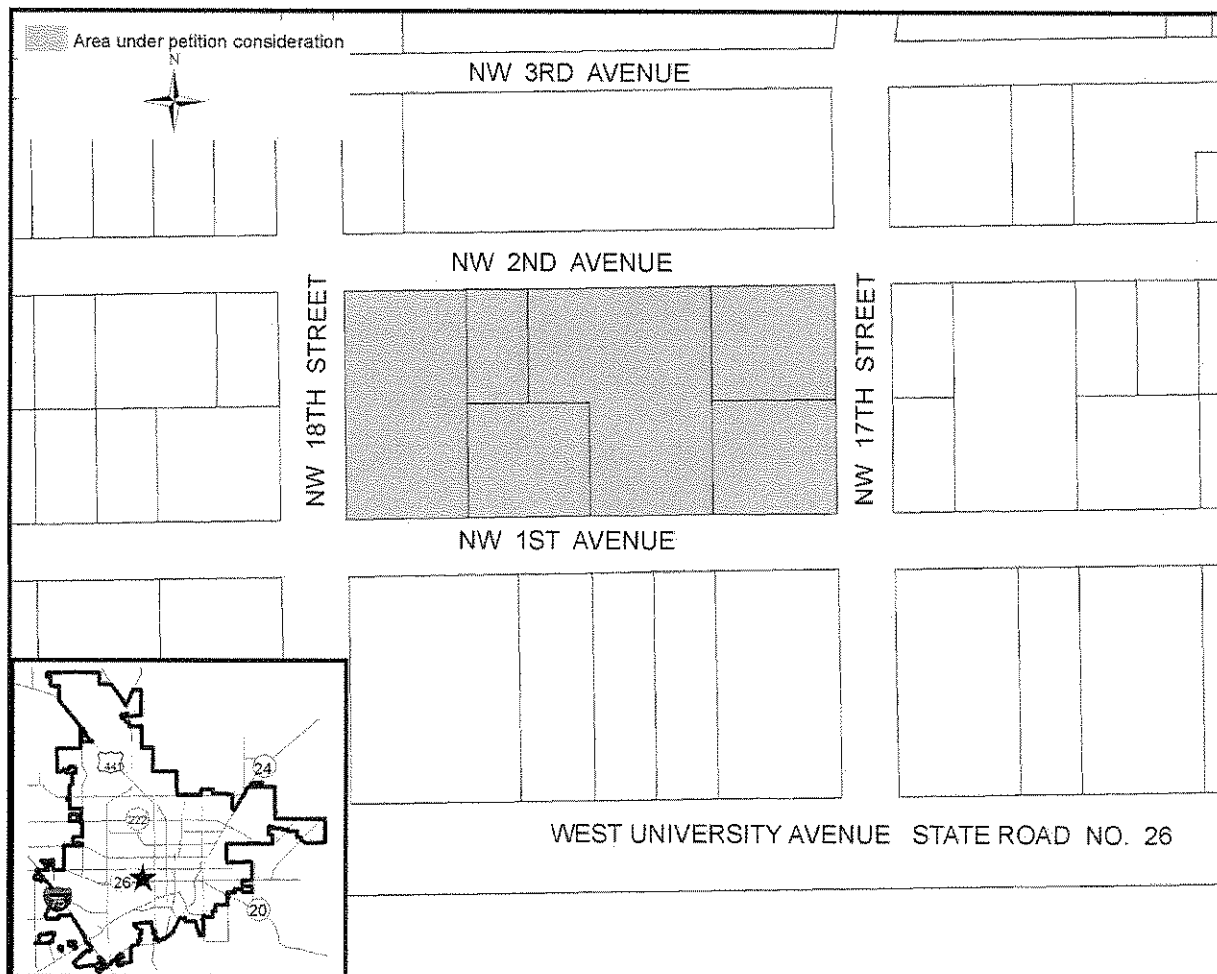 Area under petition consideration
N
NW 3RD AVENUE
NW 2ND AVENUE
NW 18TH STREET
NW 17TH STREET
NW 1ST AVENUE
WEST UNIVERSITY AVENUE STATE ROAD NO. 26
441
24
222
26
20